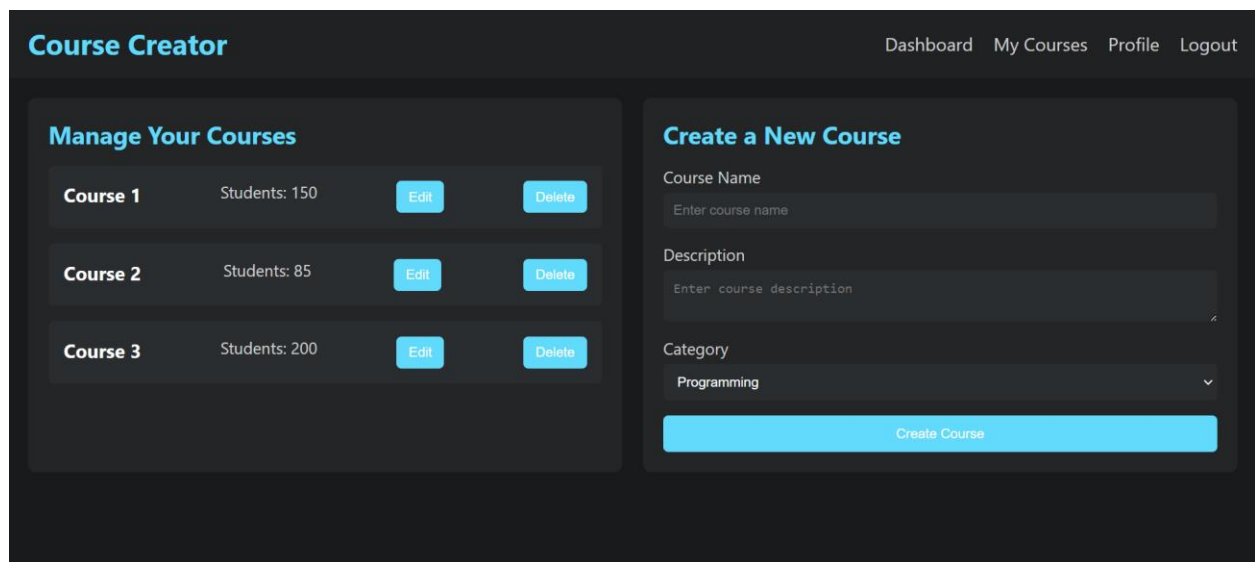 Course Creator
Dashboard My Courses Profile Logout
Manage Your Courses
Course 1 Students: 150 Edit Delete
Course 2 Students: 85 Edit Delete
Course 3 Students: 200 Edit Delete
Create a New Course
Course Name
Enter course name
Description
Enter course description
Category
Programming
Create Course